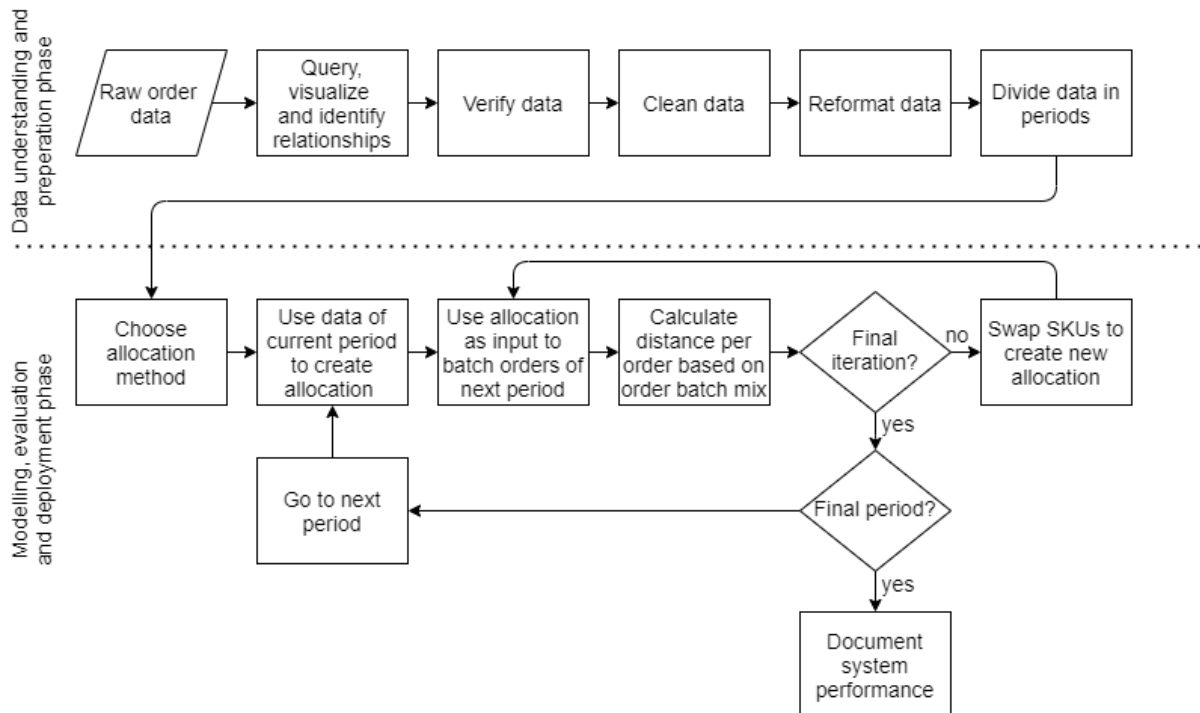 Data understanding and
preperation phase
Raw order
data
Query,
visualize
and identify
relationships
Verify data
Clean data
Reformat data
Divide data in
periods
Modelling, evaluation
and deployment phase
Choose
allocation
method
Use data of
current period
to create
allocation
Use allocation
as input to
batch orders of
next period
Calculate
distance per
order based on
order batch mix
Final
iteration?
no
Swap SKUs to
create new
allocation
yes
Go to next
period
Final period?
yes
Document
system
performance